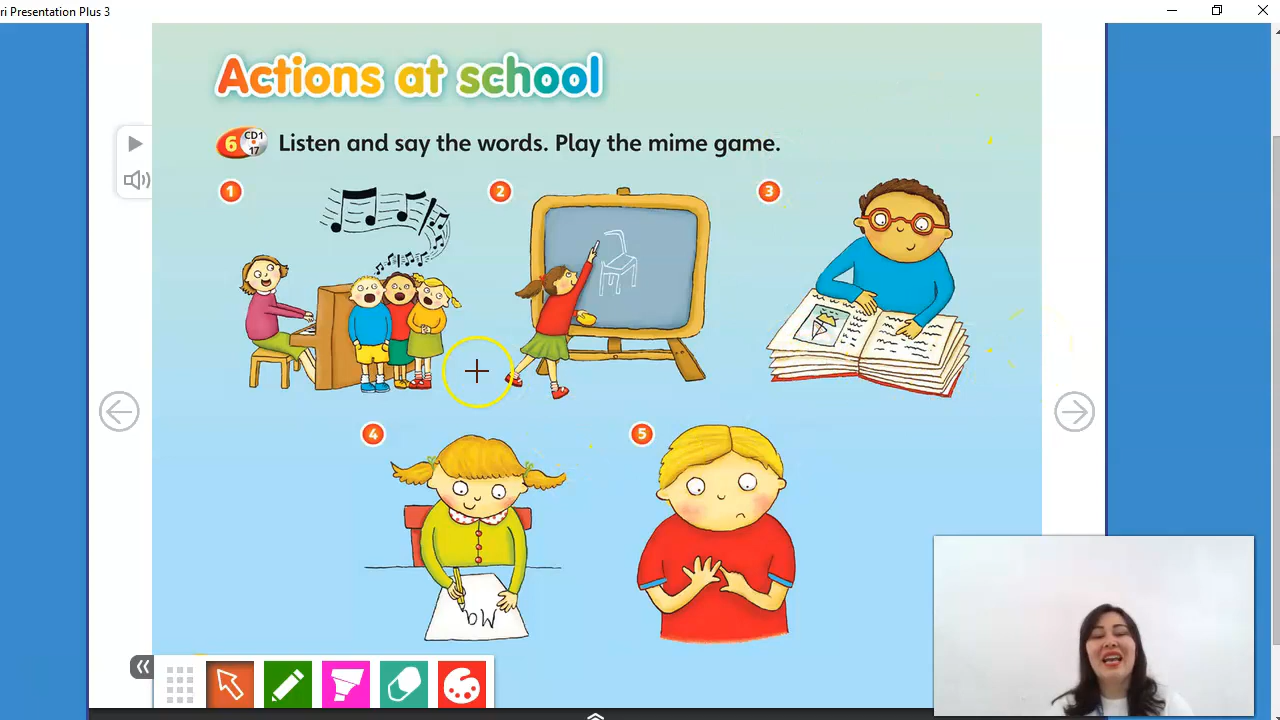 ri Presentation Plus 3
Actions at school
6 CD1 17 Listen and say the words. Play the mime game.
1
2
3
4
5